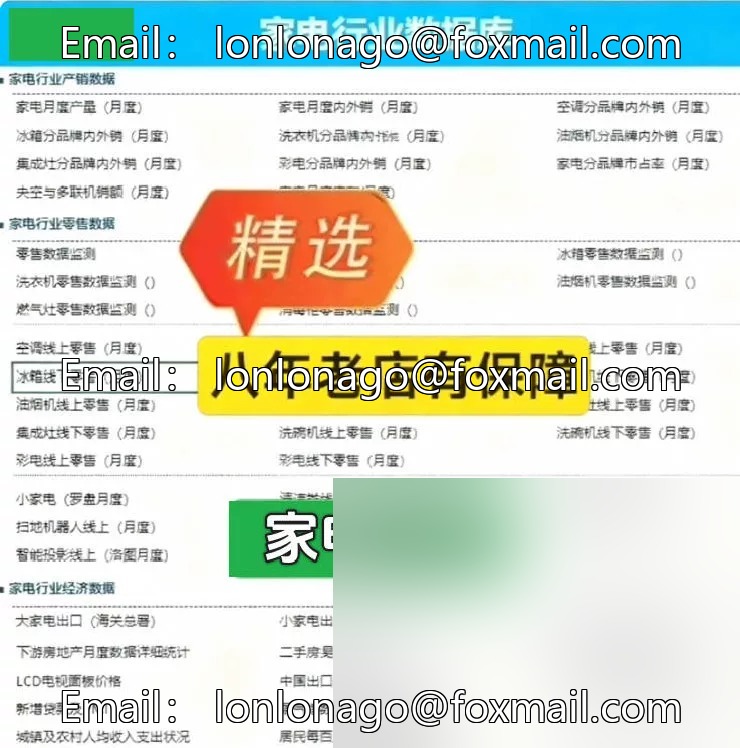 家电行业数据库
Email： lonlonago@foxmail.com
家电行业产销数据
家电月度产量（月度） 家电月度内外销（月度） 空调分品牌内外销（月度）
冰箱分品牌内外销（月度） 洗衣机分品牌内外销（月度） 油烟机分品牌内外销（月度）
集成灶分品牌内外销（月度） 彩电分品牌内外销（月度） 家电分品牌市占率（月度）
央空与多联机销额（月度）
精选
家电行业零售数据
零售数据监测 冰箱零售数据监测（）
洗衣机零售数据监测（） 油烟机零售数据监测（）
燃气灶零售数据监测（） 消毒柜零售数据监测（）
空调线上零售（月度） 线上零售（月度）
八年老店有保障
冰箱线
Email： lonlonago@foxmail.com
油烟机线上零售（月度） 线上零售（月度）
集成灶线下零售（月度） 洗碗机线上零售（月度） 洗碗机线下零售（月度）
彩电线上零售（月度） 彩电线下零售（月度）
小家电（罗盘月度）
扫地机器人线上（月度）
家
智能投影线上（洛图月度）
家电行业经济数据
大家电出口（海关总署） 小家电出
下游房地产月度数据详细统计 二手房
LCD电视面板价格 中国出口
新增贷
Email： lonlonago@foxmail.com
城镇及农村人均收入支出状况 居民每百